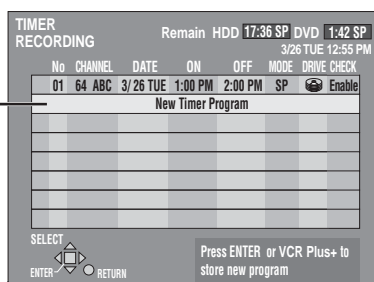 TIMER
RECORDING
Remain HDD 17:36 SP DVD 1:42 SP
3/26 TUE 12:55 PM
No CHANNEL DATE ON OFF MODE DRIVE CHECK
01 64 ABC 3/ 26 TUE 1:00 PM 2:00 PM SP Enable
New Timer Program
SELECT
ENTER RETURN
Press ENTER or VCR Plus+ to
store new program